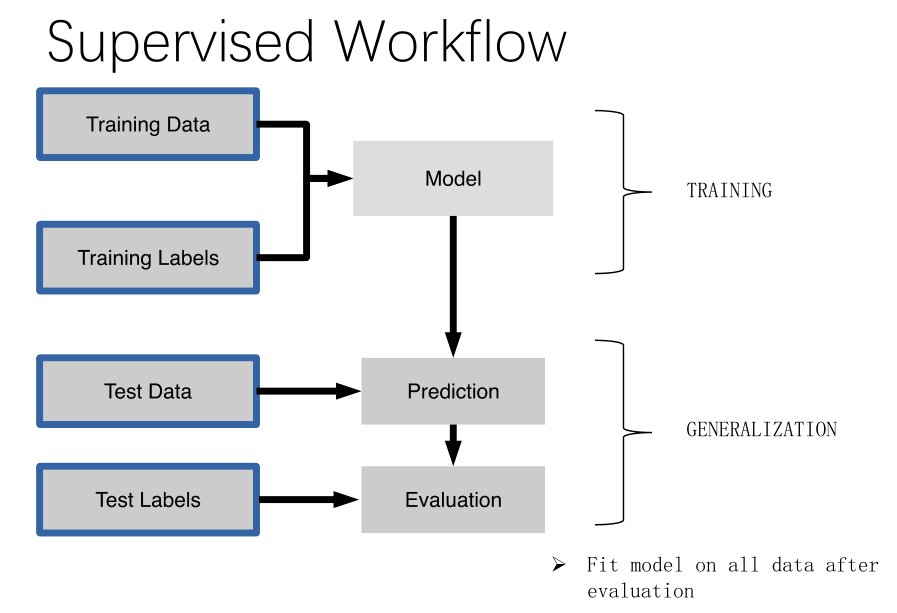 Supervised Workflow
Training Data
Model
TRAINING
Training Labels
Test Data
Prediction
GENERALIZATION
Test Labels
Evaluation
➢ Fit model on all data after
evaluation